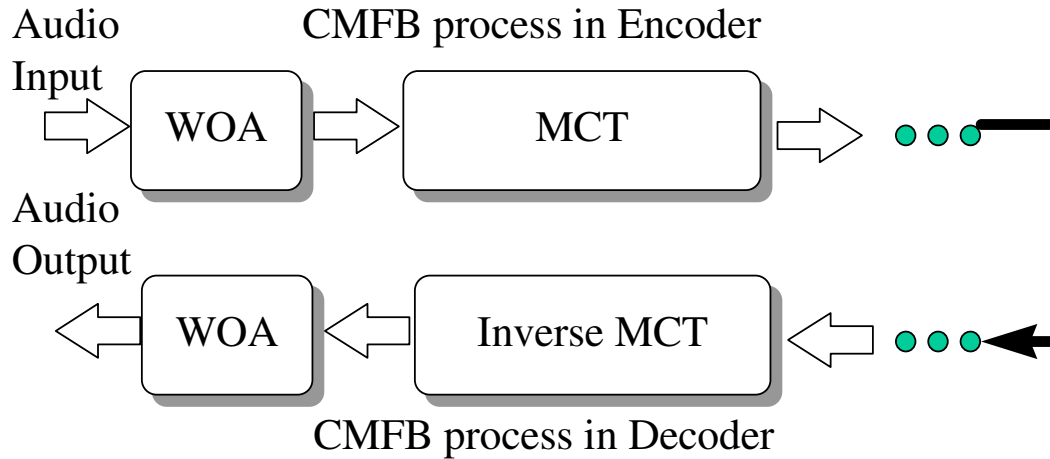 Audio
Input
CMFB process in Encoder
WOA
MCT
Audio
Output
WOA
Inverse MCT
CMFB process in Decoder